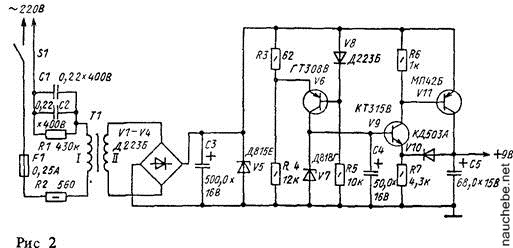 ~220В
S1
C1 0,22×400В
0,22 C2
×400В
R1 430к
F1
0,25А
R2 560
T1
I
II
V1-V4
Д223Б
C3
500,0×
16В
Д815Е
V5
R3
62
ГТ308В
V6
V8
Д223Б
R4
12к
Д818Г
V7
R5
10к
C4
50,0×
16В
КТ315В
V9
R6
1к
МП42Б
V11
КД503А
V10
R7
4,3к
C5
68,0×15В
+9В
Рис 2
nauchebe.net